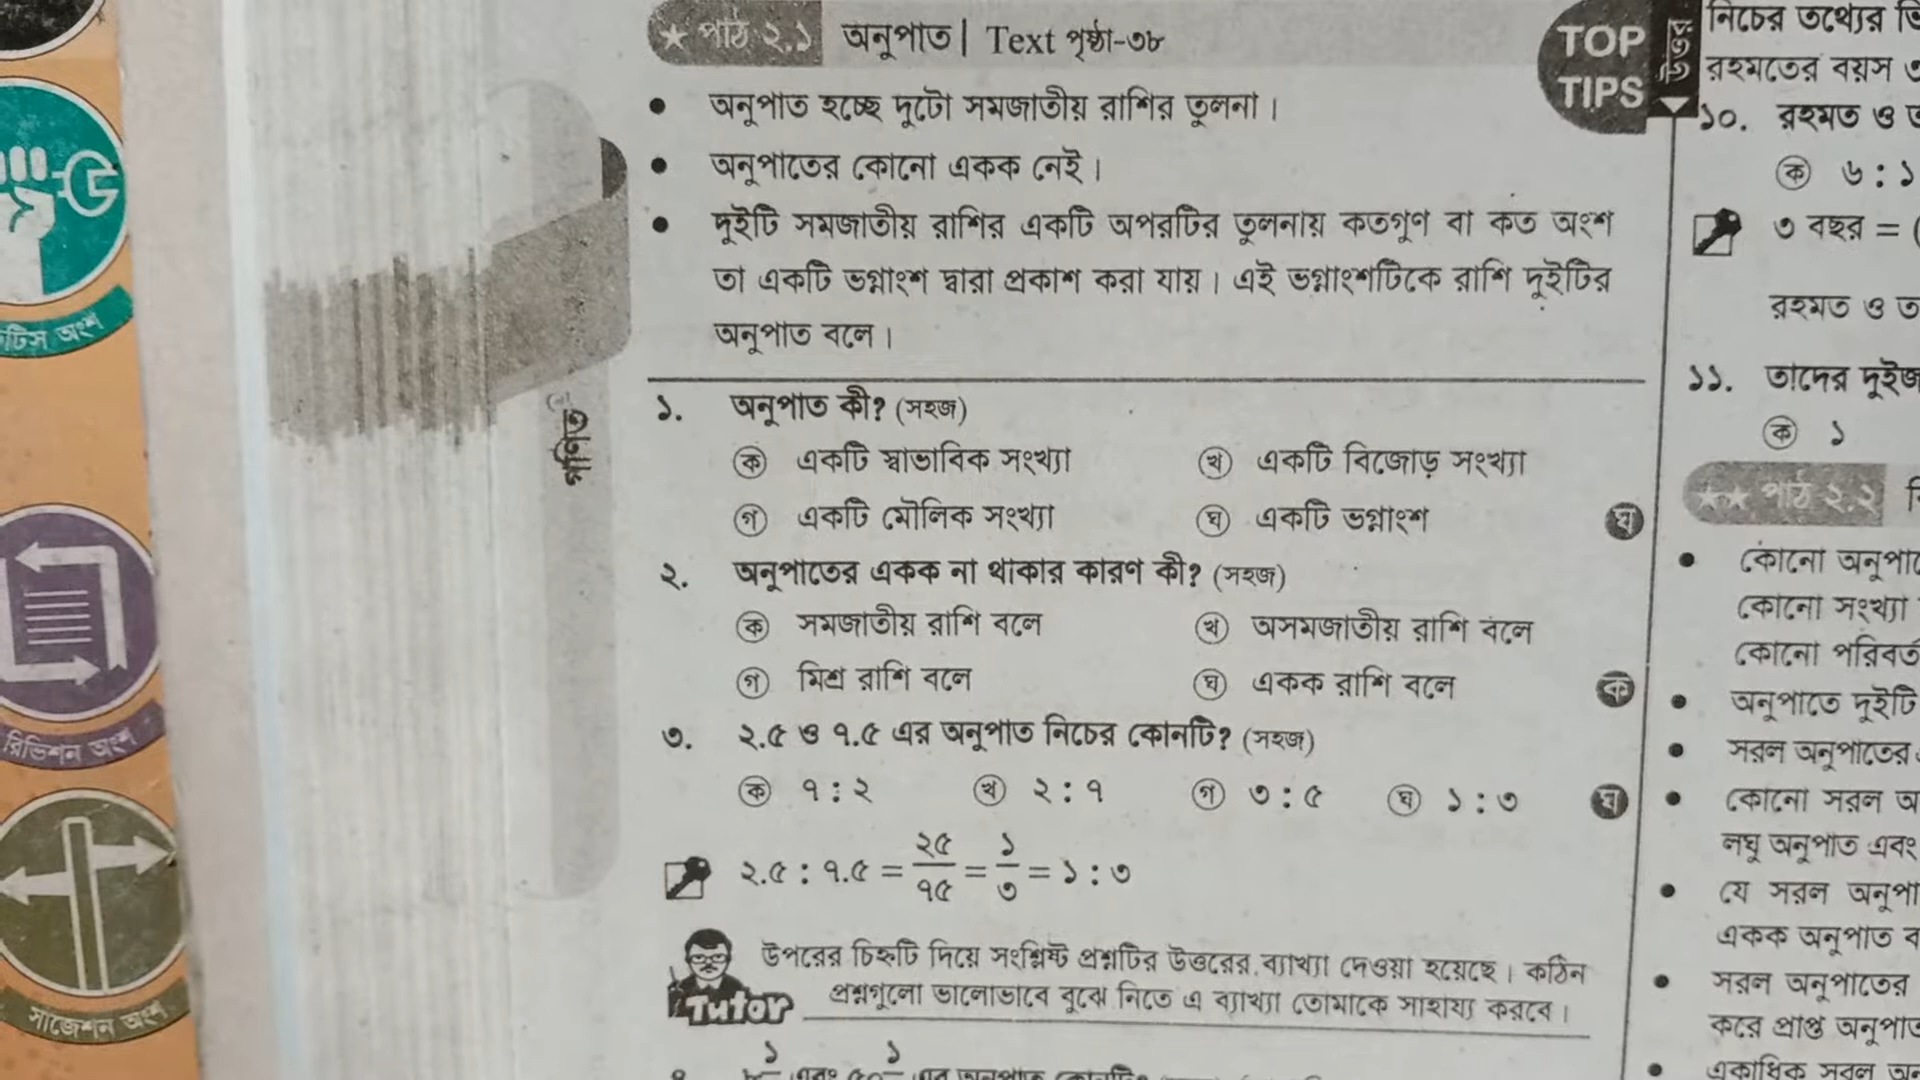 ★ পাঠ ২.১ অনুপাত | Text পৃষ্ঠা-৩৮
TOP
TIPS
• অনুপাত হচ্ছে দুটো সমজাতীয় রাশির তুলনা।
• অনুপাতের কোনো একক নেই।
• দুইটি সমজাতীয় রাশির একটি অপরটির তুলনায় কতগুণ বা কত অংশ
তা একটি ভগ্নাংশ দ্বারা প্রকাশ করা যায়। এই ভগ্নাংশটিকে রাশি দুইটির
অনুপাত বলে।
১. অনুপাত কী? (সহজ)
ক একটি স্বাভাবিক সংখ্যা খ একটি বিজোড় সংখ্যা
গ একটি মৌলিক সংখ্যা ঘ একটি ভগ্নাংশ ঘ
২. অনুপাতের একক না থাকার কারণ কী? (সহজ)
ক সমজাতীয় রাশি বলে খ অসমজাতীয় রাশি বলে
গ মিশ্র রাশি বলে ঘ একক রাশি বলে ক
৩. ২.৫ ও ৭.৫ এর অনুপাত নিচের কোনটি? (সহজ)
ক ৭ : ২ খ ২ : ৭ গ ৩ : ৫ ঘ ১ : ৩ ঘ
২.৫ : ৭.৫ = ২৫/৭৫ = ১/৩ = ১ : ৩
উপরের চিহ্নটি দিয়ে সংশ্লিষ্ট প্রশ্নটির উত্তরের ব্যাখ্যা দেওয়া হয়েছে। কঠিন
Tutor প্রশ্নগুলো ভালোভাবে বুঝে নিতে এ ব্যাখ্যা তোমাকে সাহায্য করবে।
গণিত
রিভিশন অংশ
সাজেশন অংশ
উত্তর
নিচের তথ্যের
রহমতের বয়স
১০. রহমত ও
ক ৬ : ১
৩ বছর =
রহমত ও ত
১১. তাদের
ক ১
★★ পাঠ ২.২
• কোনো
কোনো সংখ্যা
কোনো
• অনুপাতে দুইটি
• সরল অনুপাতের
• কোনো সরল
লঘু অনুপাত এবং
• যে সরল
একক অনুপাত
• সরল অনুপাতের
করে প্রাপ্ত
• একাধিক সরল